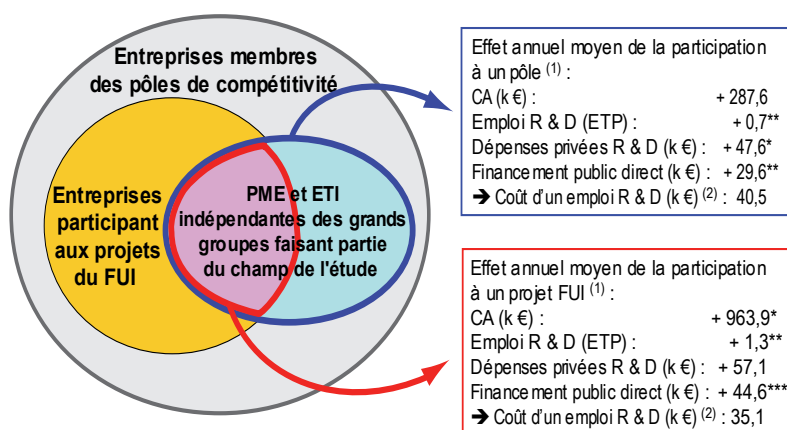 Entreprises membres
des pôles de compétitivité
Entreprises
participant
aux projets
du FUI
PME et ETI
indépendantes des grands
groupes faisant partie
du champ de l'étude
Effet annuel moyen de la participation
à un pôle (1) :
CA (k €) : + 287,6
Emploi R & D (ETP) : + 0,7**
Dépenses privées R & D (k €) : + 47,6*
Financement public direct (k €) : + 29,6**
➔ Coût d'un emploi R & D (k €) (2) : 40,5
Effet annuel moyen de la participation
à un projet FUI (1) :
CA (k €) : + 963,9*
Emploi R & D (ETP) : + 1,3**
Dépenses privées R & D (k €) : + 57,1
Financement public direct (k €) : + 44,6***
➔ Coût d'un emploi R & D (k €) (2) : 35,1